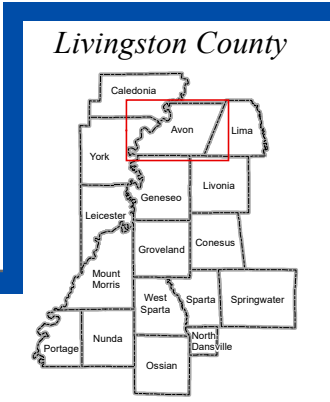 Livingston County
Caledonia
Avon
Lima
York
Geneseo
Livonia
Leicester
Groveland
Conesus
Mount
Morris
West
Sparta
Sparta
Springwater
Portage
Nunda
North
Dansville
Ossian